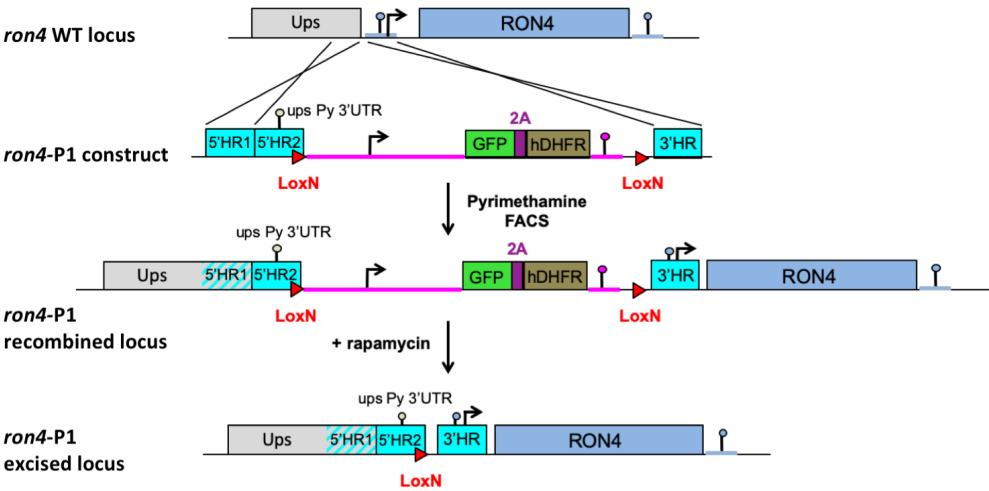 ron4 WT locus
Ups
RON4
ups Py 3’UTR
2A
ron4-P1 construct
5’HR1
5’HR2
GFP
hDHFR
3’HR
LoxN
LoxN
Pyrimethamine
FACS
ups Py 3’UTR
2A
Ups
5’HR1
5’HR2
GFP
hDHFR
3’HR
RON4
ron4-P1
recombined locus
LoxN
LoxN
+ rapamycin
ups Py 3’UTR
ron4-P1
excised locus
Ups
5’HR1
5’HR2
3’HR
RON4
LoxN